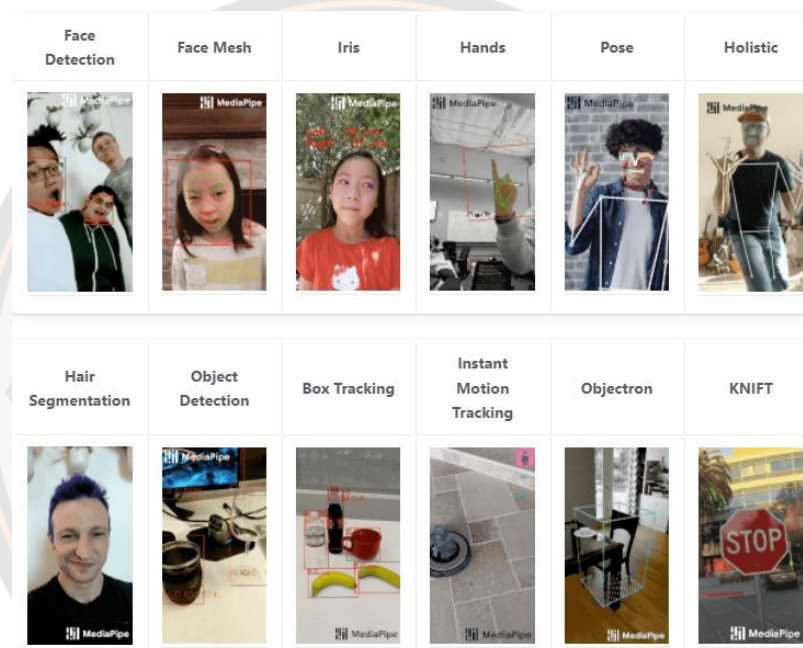 Face
Detection
Face Mesh
Iris
Hands
Pose
Holistic
MediaPipe
MediaPipe
MediaPipe
MediaPipe
MediaPipe
MediaPipe
Hair
Segmentation
Object
Detection
Box Tracking
Instant
Motion
Tracking
Objectron
KNIFT
MediaPipe
STOP
MediaPipe
MediaPipe
MediaPipe
MediaPipe
MediaPipe